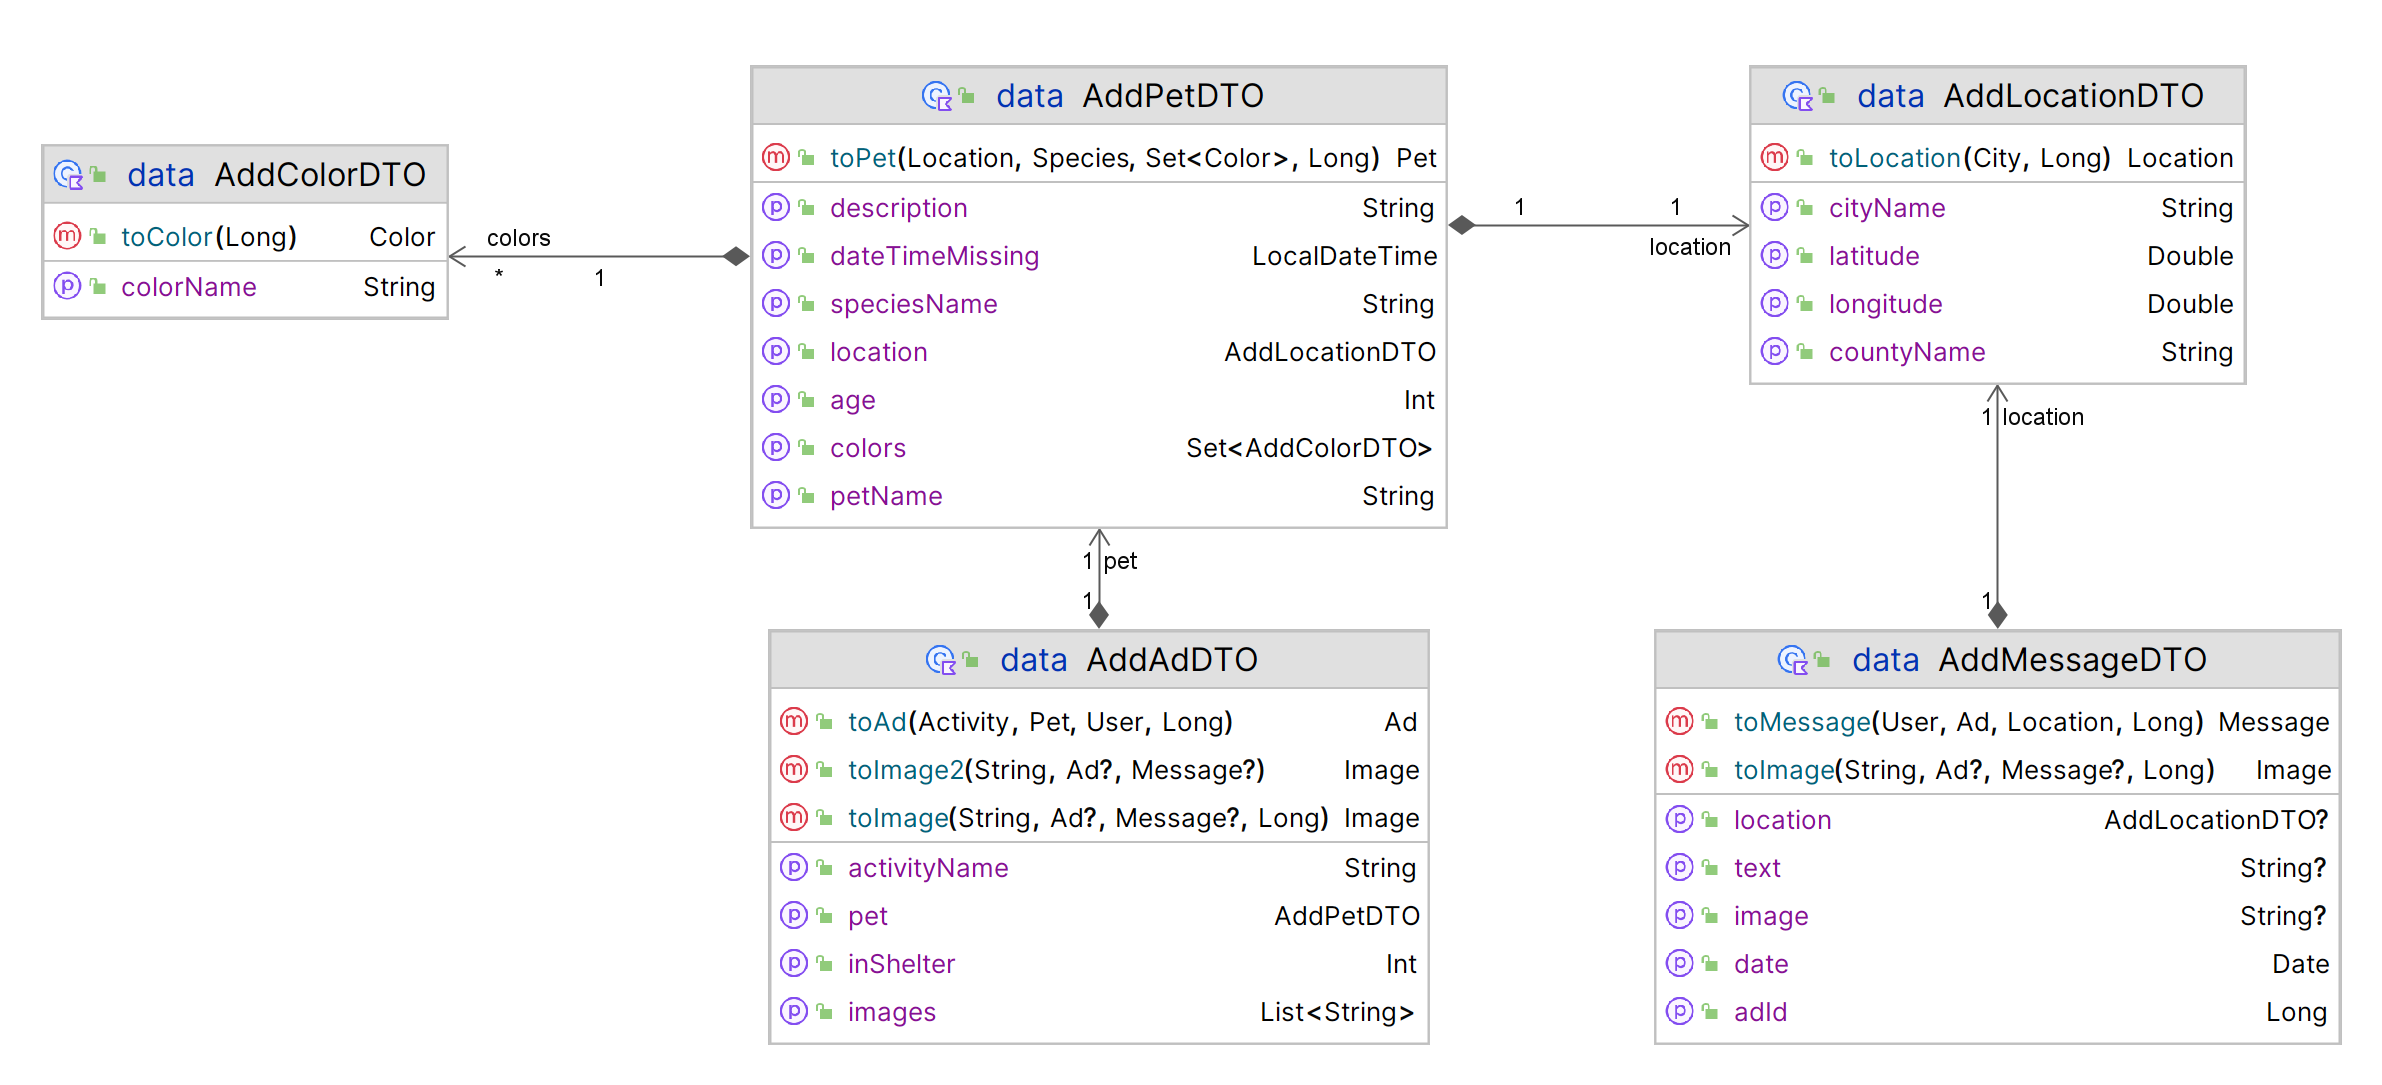 data AddColorDTO
toColor(Long) Color
colorName String
colors
*
1
data AddPetDTO
toPet(Location, Species, Set<Color>, Long) Pet
description String
dateTimeMissing LocalDateTime
speciesName String
location AddLocationDTO
age Int
colors Set<AddColorDTO>
petName String
1
1
location
data AddLocationDTO
toLocation(City, Long) Location
cityName String
latitude Double
longitude Double
countyName String
1 pet
1
1 location
1
data AddAdDTO
toAd(Activity, Pet, User, Long) Ad
toImage2(String, Ad?, Message?) Image
toImage(String, Ad?, Message?, Long) Image
activityName String
pet AddPetDTO
inShelter Int
images List<String>
data AddMessageDTO
toMessage(User, Ad, Location, Long) Message
toImage(String, Ad?, Message?, Long) Image
location AddLocationDTO?
text String?
image String?
date Date
adId Long